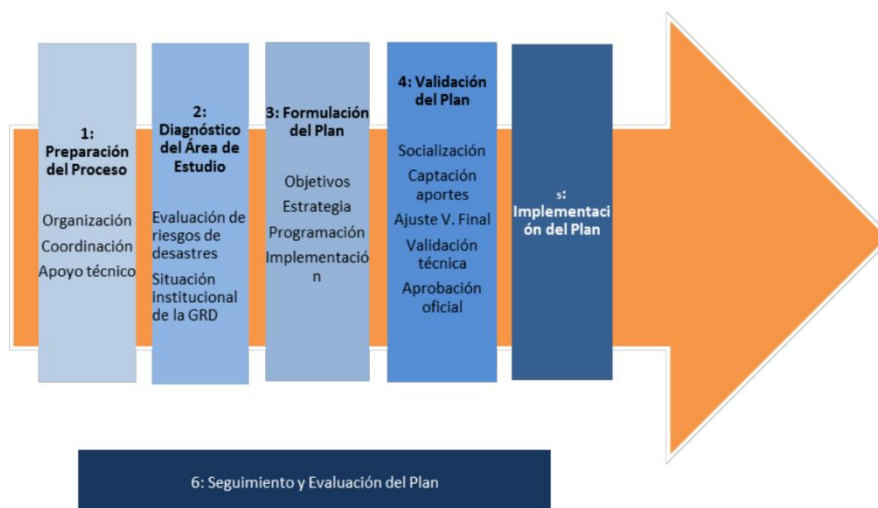 1:
Preparación
del Proceso
Organización
Coordinación
Apoyo técnico
2:
Diagnóstico
del Área de
Estudio
Evaluación de
riesgos de
desastres
Situación
institucional
de la GRD
3: Formulación
del Plan
Objetivos
Estrategia
Programación
Implementació
n
4: Validación
del Plan
Socialización
Captación
aportes
Ajuste V. Final
Validación
técnica
Aprobación
oficial
5:
Implementaci
ón del Plan
6: Seguimiento y Evaluación del Plan